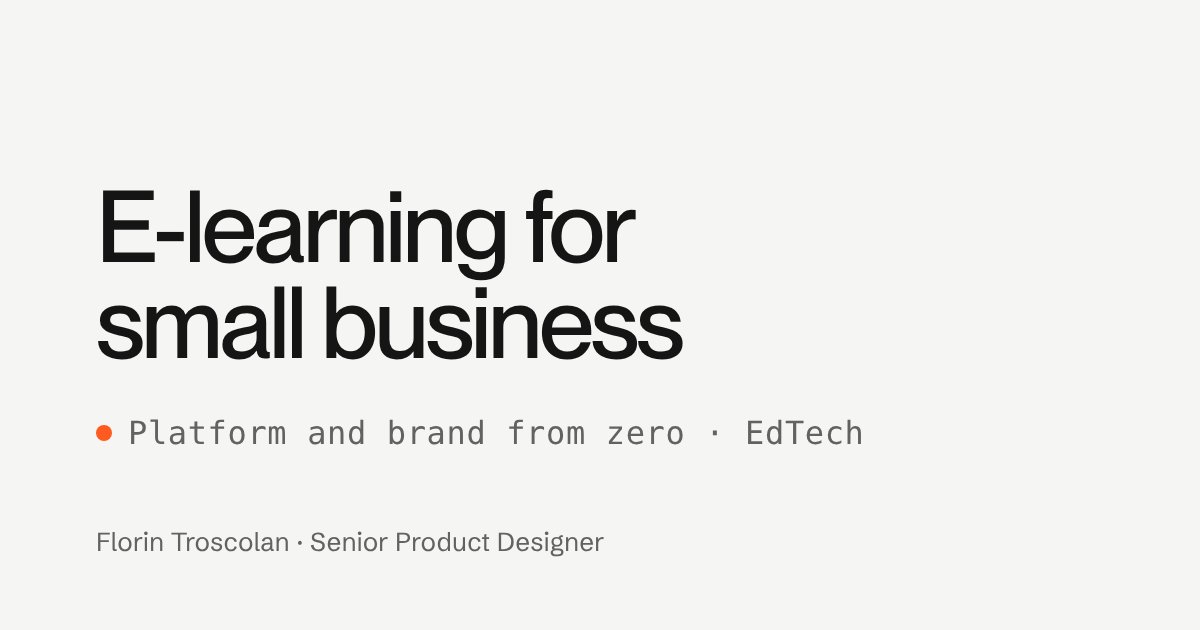 E-learning for
small business
Platform and brand from zero · EdTech
Florin Troscolan · Senior Product Designer